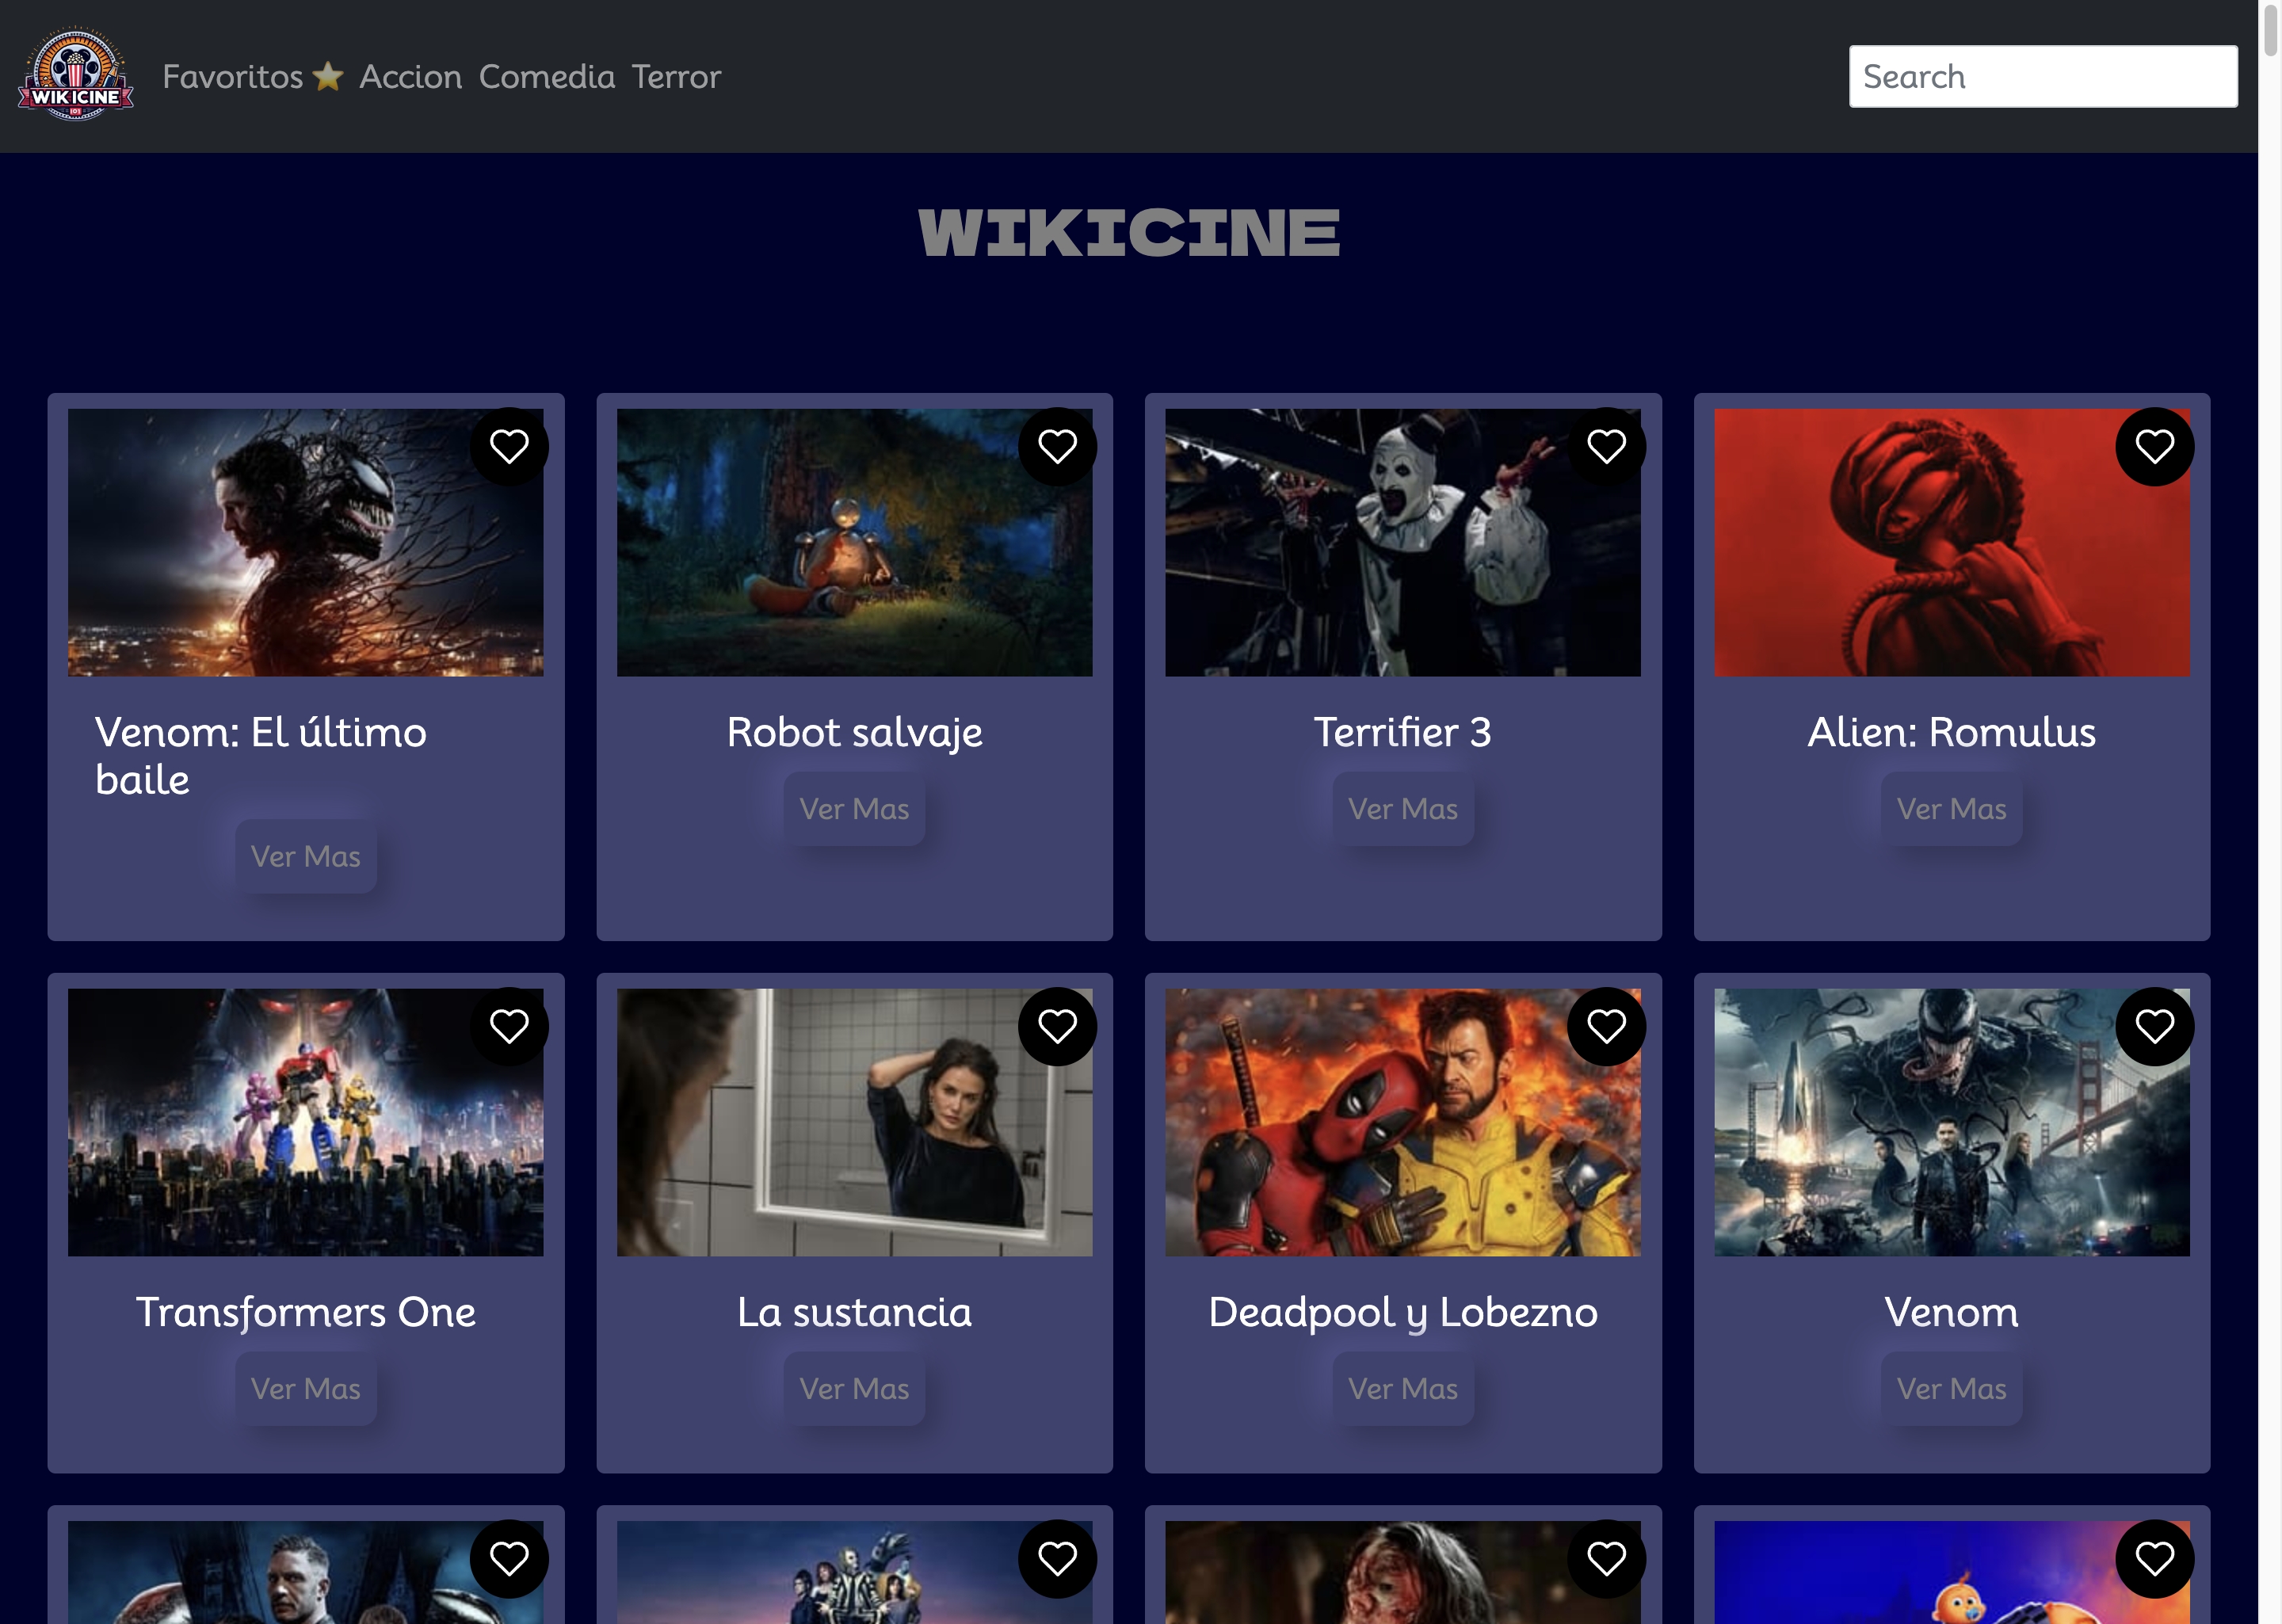 WIKICINE
101
Favoritos ⭐ Accion Comedia Terror
Search
WIKICINE
Venom: El último
baile
Ver Mas
Robot salvaje
Ver Mas
Terrifier 3
Ver Mas
Alien: Romulus
Ver Mas
Transformers One
Ver Mas
La sustancia
Ver Mas
Deadpool y Lobezno
Ver Mas
Venom
Ver Mas